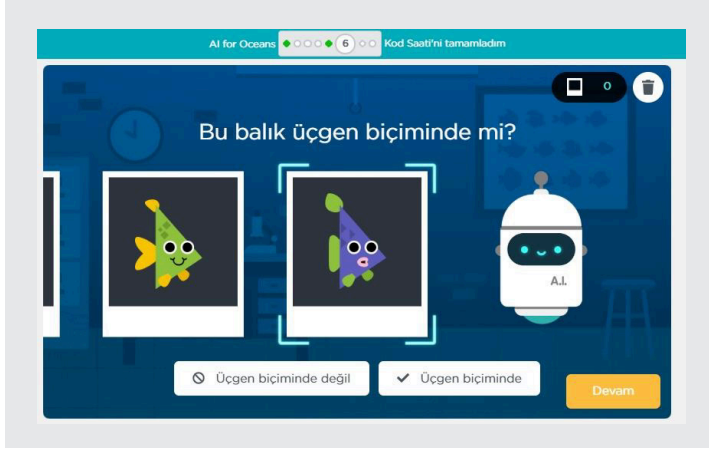 AI for Oceans 6 Kod Saati'ni tamamladım
0
Bu balık üçgen biçiminde mi?
A.I.
Üçgen biçiminde değil
Üçgen biçiminde
Devam